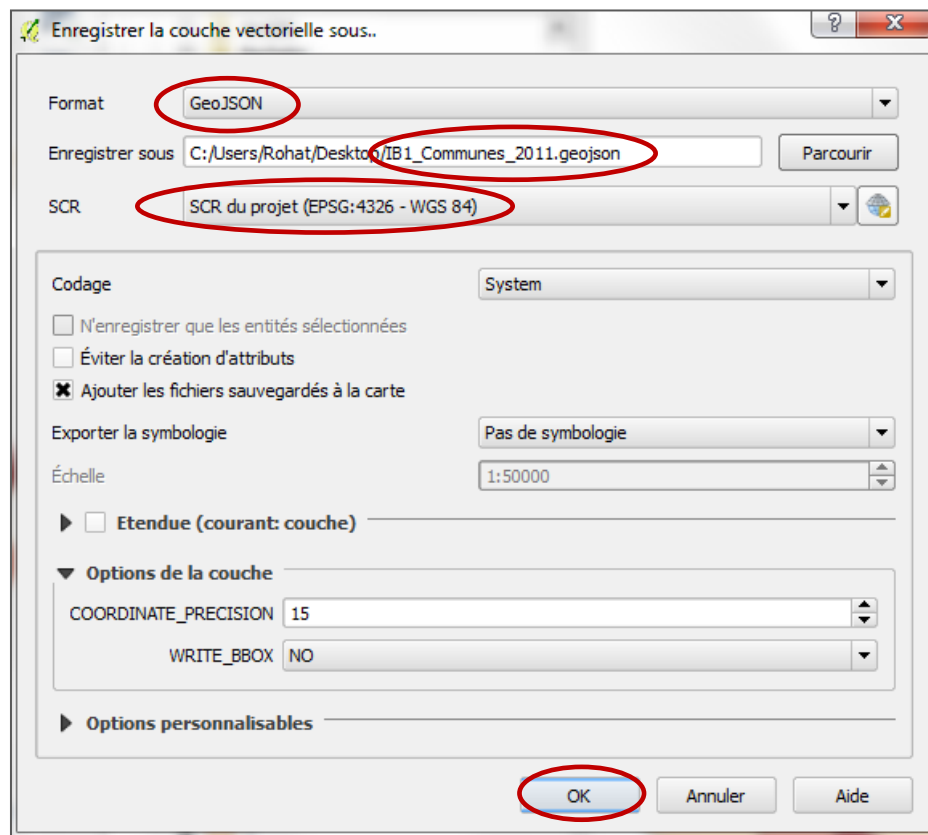 Enregistrer la couche vectorielle sous..
Format GeoJSON
Enregistrer sous C:/Users/Rohat/Desktop/IB1_Communes_2011.geojson Parcourir
SCR SCR du projet (EPSG:4326 - WGS 84)
Codage System
N'enregistrer que les entités sélectionnées
Éviter la création d'attributs
Ajouter les fichiers sauvegardés à la carte
Exporter la symbologie Pas de symbologie
Échelle 1:50000
Etendue (courant: couche)
Options de la couche
COORDINATE_PRECISION 15
WRITE_BBOX NO
Options personnalisables
OK Annuler Aide